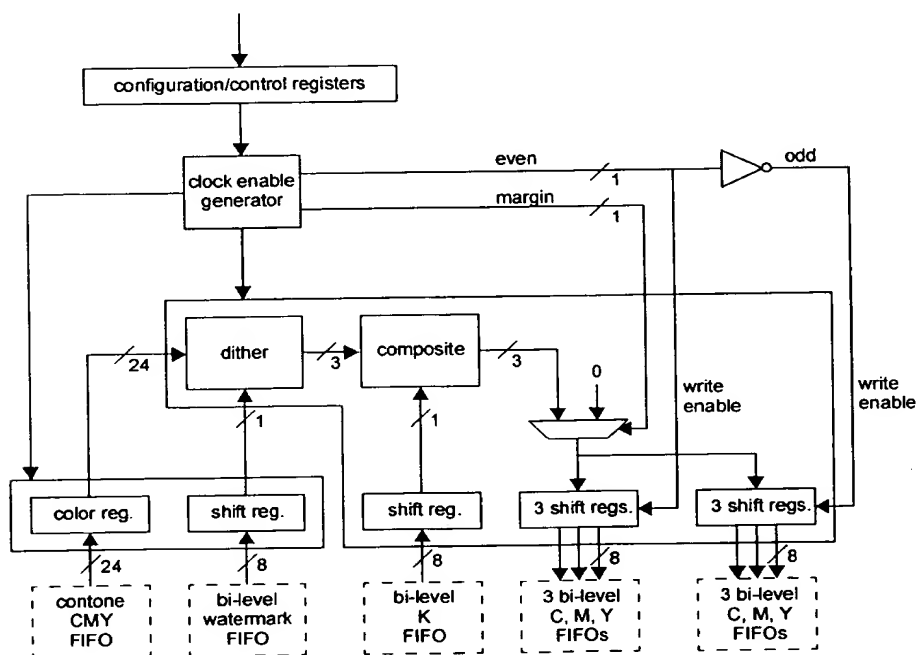 configuration/control registers
clock enable
generator
even
1
odd
margin
1
dither
composite
24
3
3
0
1
1
write
enable
write
enable
color reg.
shift reg.
shift reg.
3 shift regs.
3 shift regs.
24
8
8
8
8
contone
CMY
FIFO
bi-level
watermark
FIFO
bi-level
K
FIFO
3 bi-level
C, M, Y
FIFOs
3 bi-level
C, M, Y
FIFOs